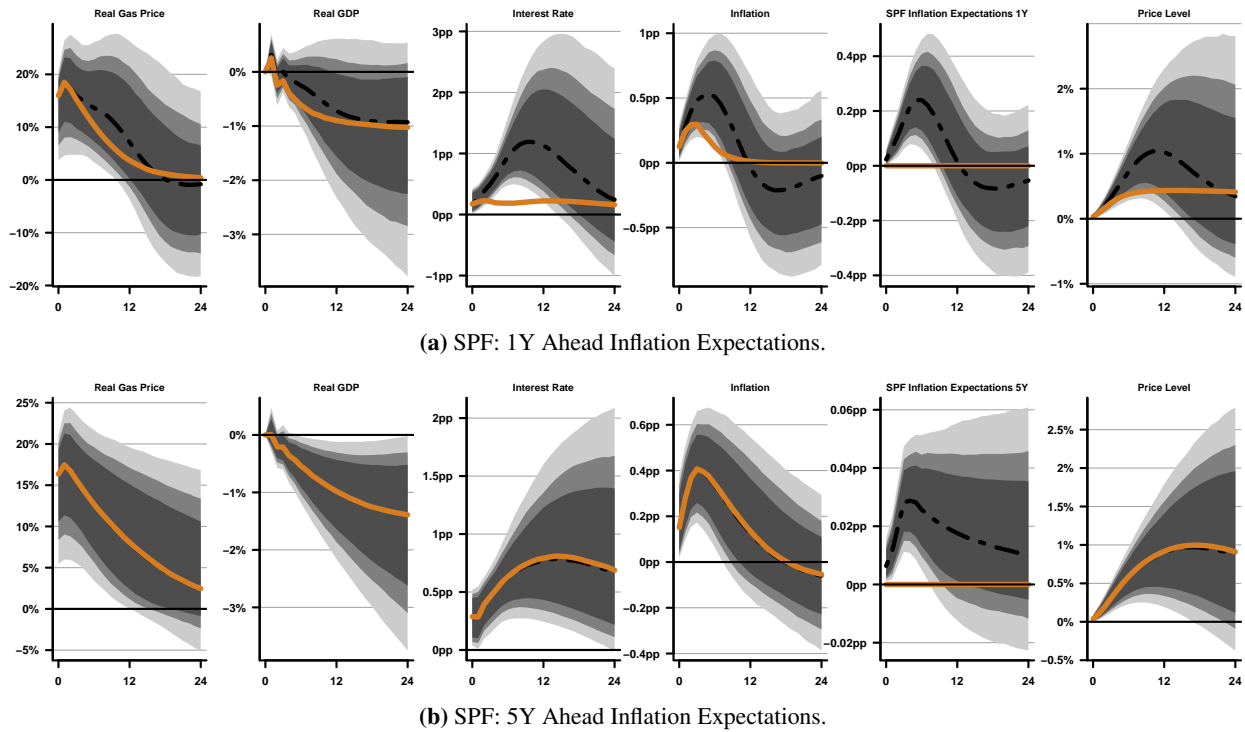 Real Gas Price Real GDP Interest Rate Inflation SPF Inflation Expectations 1Y Price Level
20%
10%
0%
−10%
−20%
0 12 24
0%
−1%
−2%
−3%
0 12 24
3pp
2pp
1pp
0pp
−1pp
0 12 24
1pp
0.5pp
0pp
−0.5pp
0 12 24
0.4pp
0.2pp
0.0pp
−0.2pp
−0.4pp
0 12 24
2%
1%
0%
−1%
0 12 24
(a) SPF: 1Y Ahead Inflation Expectations.
Real Gas Price Real GDP Interest Rate Inflation SPF Inflation Expectations 5Y Price Level
25%
20%
15%
10%
5%
0%
−5%
0 12 24
0%
−1%
−2%
−3%
0 12 24
2pp
1.5pp
1pp
0.5pp
0pp
0 12 24
0.6pp
0.4pp
0.2pp
0.0pp
−0.2pp
−0.4pp
0 12 24
0.06pp
0.04pp
0.02pp
0pp
−0.02pp
0 12 24
2.5%
2%
1.5%
1%
0.5%
0%
−0.5%
0 12 24
(b) SPF: 5Y Ahead Inflation Expectations.